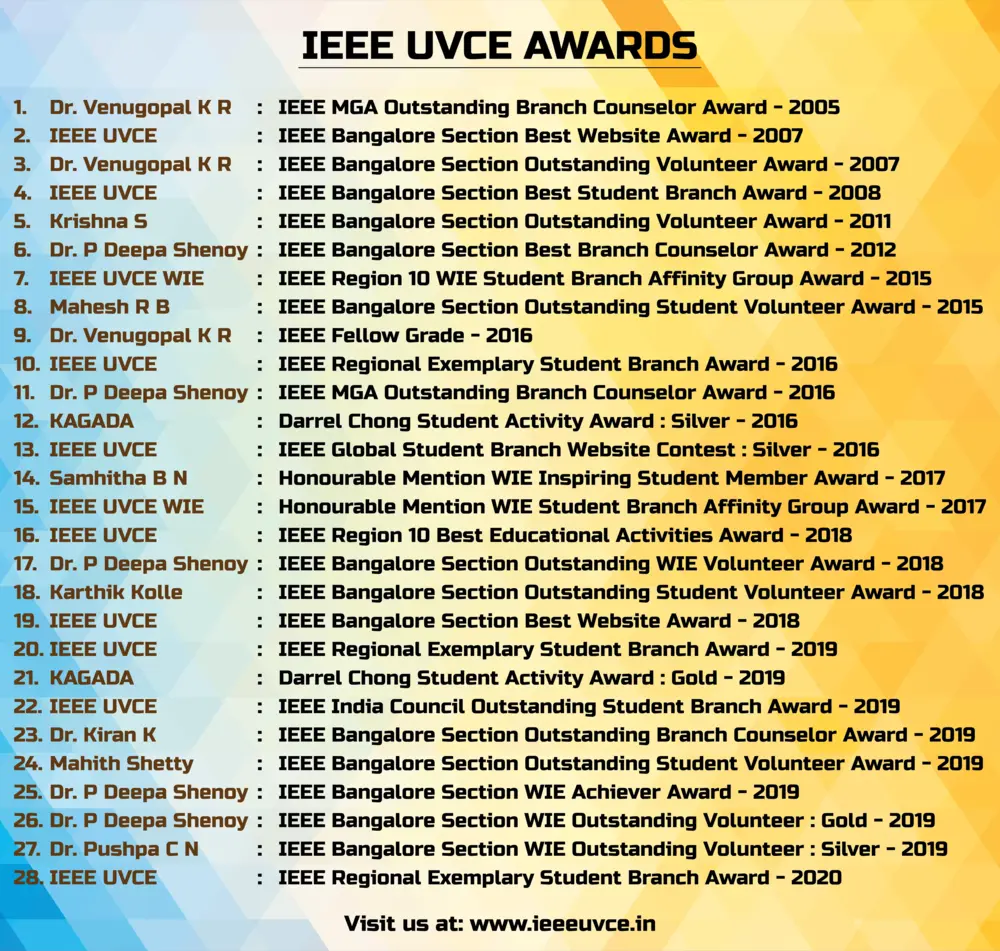 IEEE UVCE AWARDS
1. Dr. Venugopal K R : IEEE MGA Outstanding Branch Counselor Award - 2005
2. IEEE UVCE : IEEE Bangalore Section Best Website Award - 2007
3. Dr. Venugopal K R : IEEE Bangalore Section Outstanding Volunteer Award - 2007
4. IEEE UVCE : IEEE Bangalore Section Best Student Branch Award - 2008
5. Krishna S : IEEE Bangalore Section Outstanding Volunteer Award - 2011
6. Dr. P Deepa Shenoy : IEEE Bangalore Section Best Branch Counselor Award - 2012
7. IEEE UVCE WIE : IEEE Region 10 WIE Student Branch Affinity Group Award - 2015
8. Mahesh R B : IEEE Bangalore Section Outstanding Student Volunteer Award - 2015
9. Dr. Venugopal K R : IEEE Fellow Grade - 2016
10. IEEE UVCE : IEEE Regional Exemplary Student Branch Award - 2016
11. Dr. P Deepa Shenoy : IEEE MGA Outstanding Branch Counselor Award - 2016
12. KAGADA : Darrel Chong Student Activity Award : Silver - 2016
13. IEEE UVCE : IEEE Global Student Branch Website Contest : Silver - 2016
14. Samhitha B N : Honourable Mention WIE Inspiring Student Member Award - 2017
15. IEEE UVCE WIE : Honourable Mention WIE Student Branch Affinity Group Award - 2017
16. IEEE UVCE : IEEE Region 10 Best Educational Activities Award - 2018
17. Dr. P Deepa Shenoy : IEEE Bangalore Section Outstanding WIE Volunteer Award - 2018
18. Karthik Kolle : IEEE Bangalore Section Outstanding Student Volunteer Award - 2018
19. IEEE UVCE : IEEE Bangalore Section Best Website Award - 2018
20. IEEE UVCE : IEEE Regional Exemplary Student Branch Award - 2019
21. KAGADA : Darrel Chong Student Activity Award : Gold - 2019
22. IEEE UVCE : IEEE India Council Outstanding Student Branch Award - 2019
23. Dr. Kiran K : IEEE Bangalore Section Outstanding Branch Counselor Award - 2019
24. Mahith Shetty : IEEE Bangalore Section Outstanding Student Volunteer Award - 2019
25. Dr. P Deepa Shenoy : IEEE Bangalore Section WIE Achiever Award - 2019
26. Dr. P Deepa Shenoy : IEEE Bangalore Section WIE Outstanding Volunteer : Gold - 2019
27. Dr. Pushpa C N : IEEE Bangalore Section WIE Outstanding Volunteer : Silver - 2019
28. IEEE UVCE : IEEE Regional Exemplary Student Branch Award - 2020
Visit us at: www.ieeeuvce.in